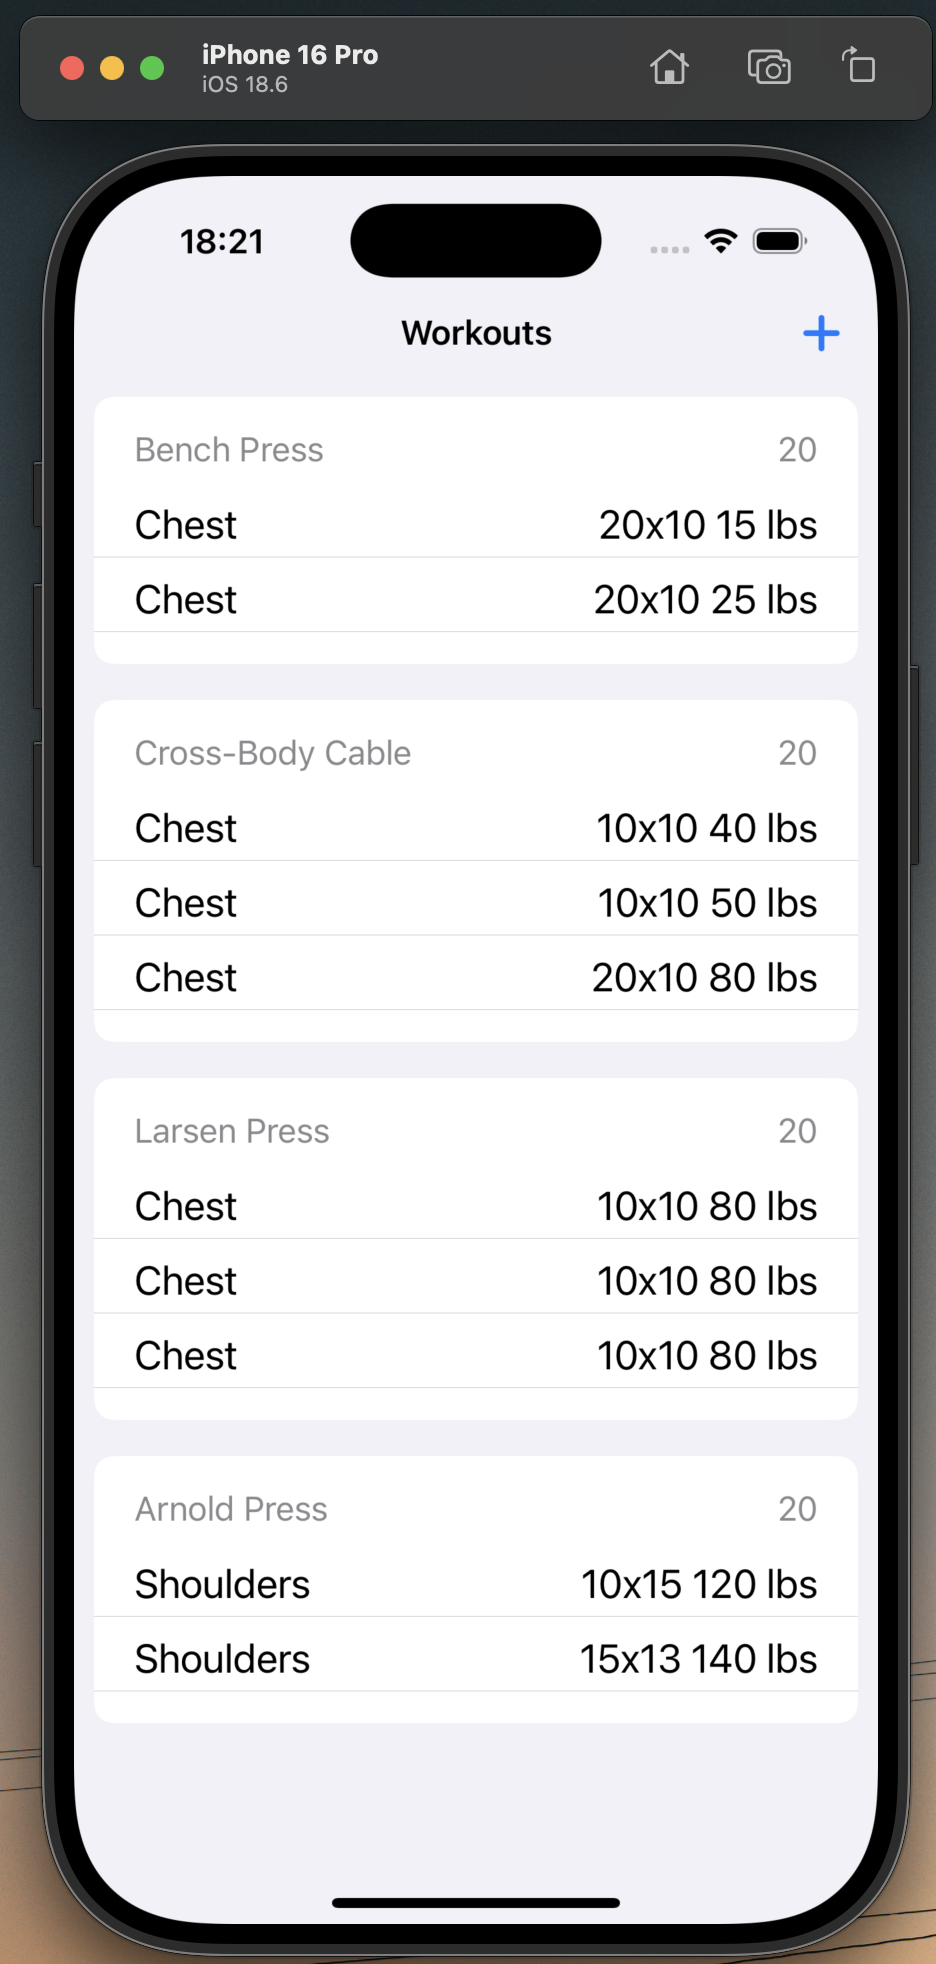 iPhone 16 Pro
iOS 18.6
18:21
Workouts
Bench Press 20
Chest 20x10 15 lbs
Chest 20x10 25 lbs
Cross-Body Cable 20
Chest 10x10 40 lbs
Chest 10x10 50 lbs
Chest 20x10 80 lbs
Larsen Press 20
Chest 10x10 80 lbs
Chest 10x10 80 lbs
Chest 10x10 80 lbs
Arnold Press 20
Shoulders 10x15 120 lbs
Shoulders 15x13 140 lbs